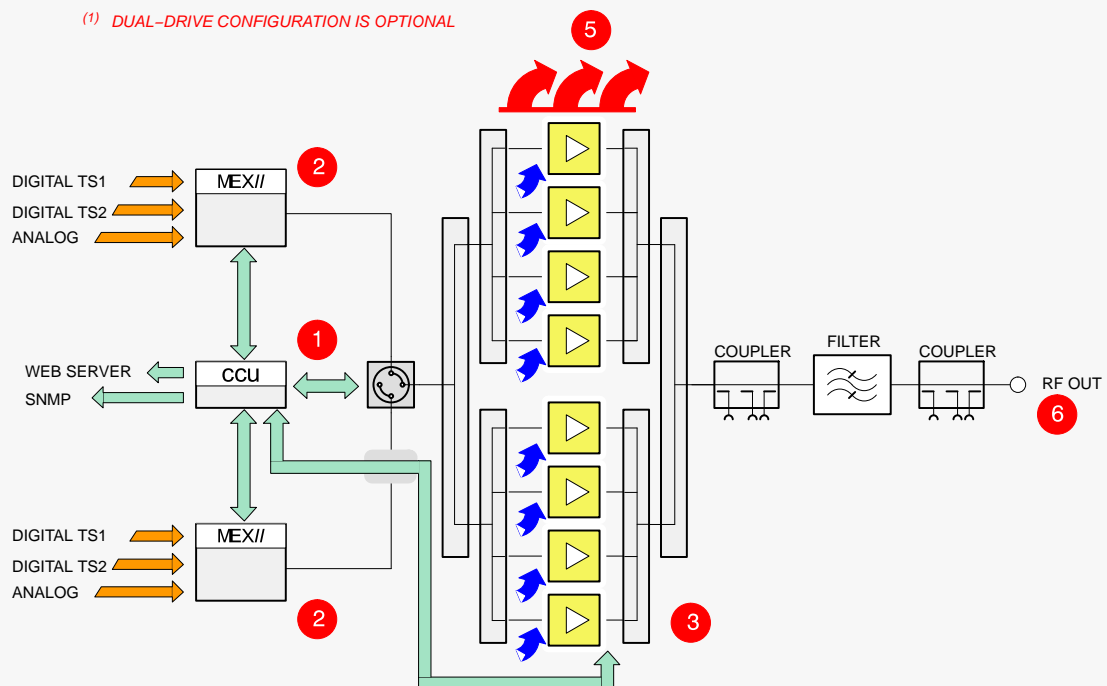 (1) DUAL–DRIVE CONFIGURATION IS OPTIONAL
5
2
DIGITAL TS1
MEX//
DIGITAL TS2
ANALOG
1
WEB SERVER
ccu
SNMP
COUPLER
FILTER
COUPLER
RF OUT
6
DIGITAL TS1
MEX//
DIGITAL TS2
ANALOG
2
3